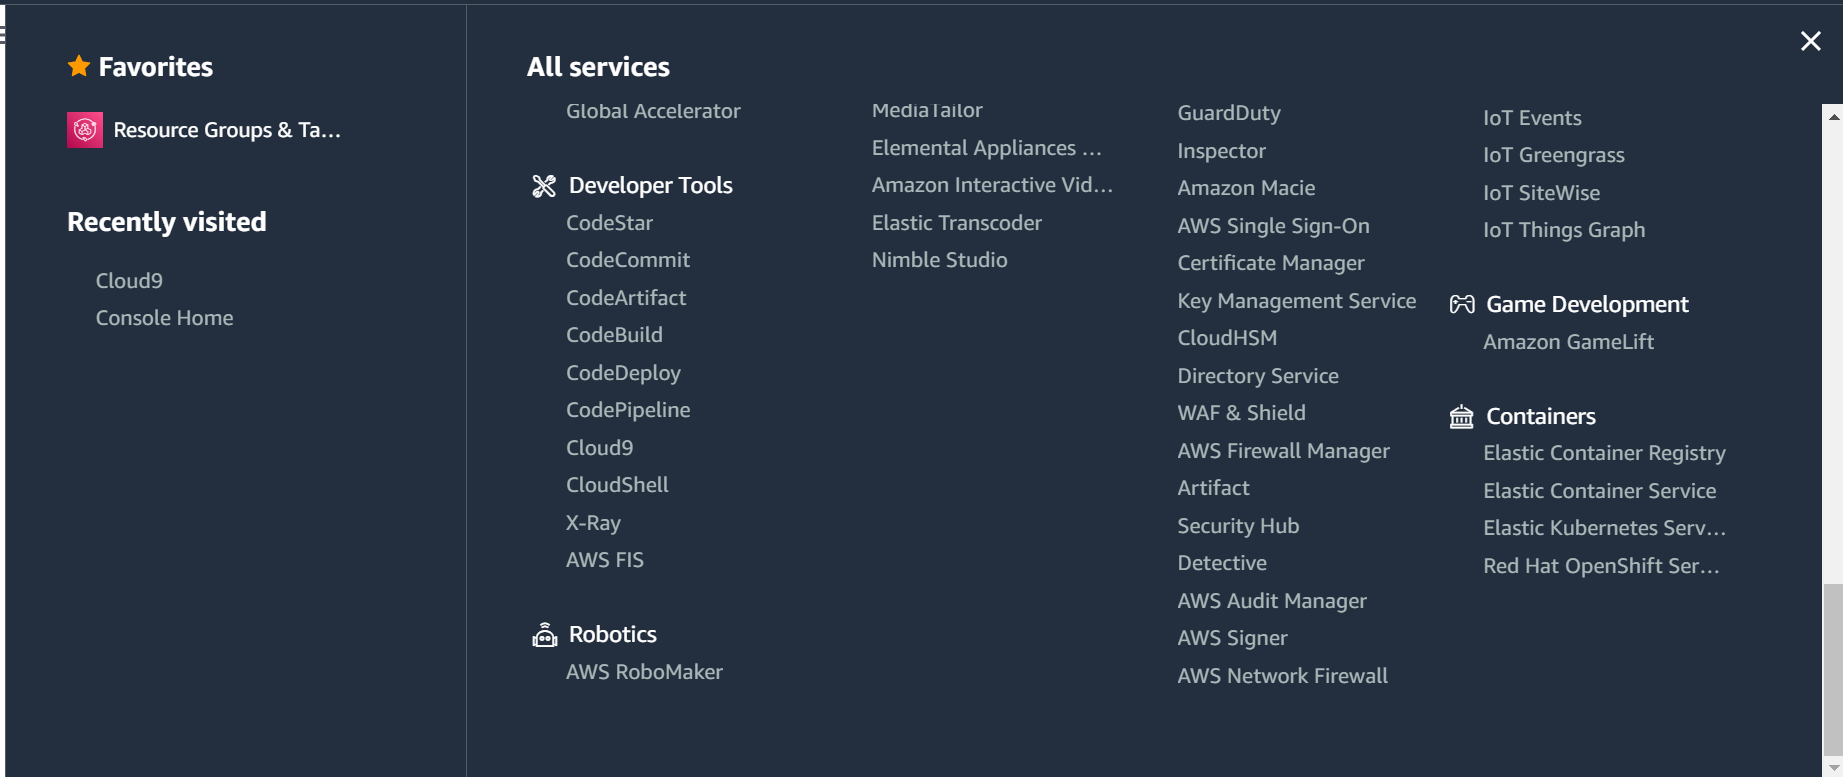 Favorites
Resource Groups & Ta...
Recently visited
Cloud9
Console Home
All services
Global Accelerator
Developer Tools
CodeStar
CodeCommit
CodeArtifact
CodeBuild
CodeDeploy
CodePipeline
Cloud9
CloudShell
X-Ray
AWS FIS
Robotics
AWS RoboMaker
MediaTailor
Elemental Appliances ...
Amazon Interactive Vid...
Elastic Transcoder
Nimble Studio
GuardDuty
Inspector
Amazon Macie
AWS Single Sign-On
Certificate Manager
Key Management Service
CloudHSM
Directory Service
WAF & Shield
AWS Firewall Manager
Artifact
Security Hub
Detective
AWS Audit Manager
AWS Signer
AWS Network Firewall
IoT Events
IoT Greengrass
IoT SiteWise
IoT Things Graph
Game Development
Amazon GameLift
Containers
Elastic Container Registry
Elastic Container Service
Elastic Kubernetes Serv...
Red Hat OpenShift Ser...